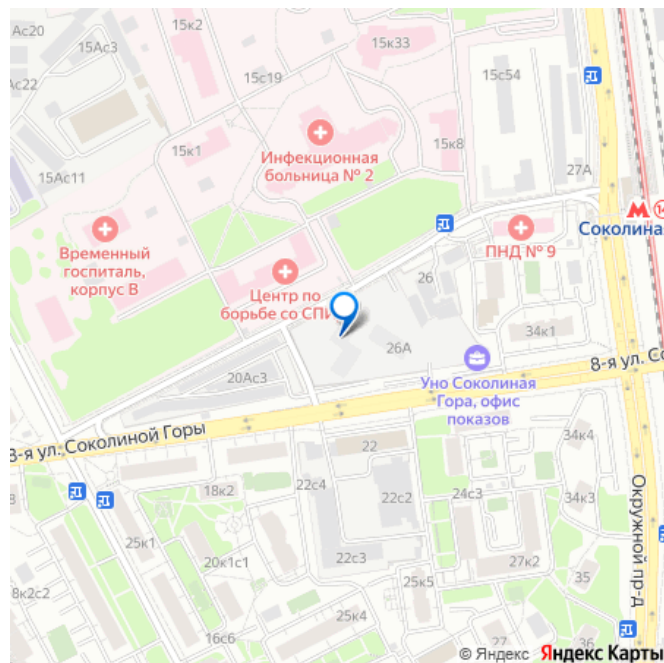 Ас20
15к2
15Ас3
15к33
Ас22
15с19
15с54
15к1
Инфекционная
больница № 2
15к8
15Ас11
27А
Временный
госпиталь,
корпус В
ПНД № 9
Соколиная
14
Центр по
борьбе со СПИ
26
34к1
26А
20Ас3
8-я ул. Со
Уно Соколиная
Гора, офис
показов
8-я ул. Соколиной Горы
22
34к4
18к2
22с4
22с2
24с3
34к3
Окружной пр-д
25к1
20к1с1
22с3
27к2
35
8к2с2
25к5
25к4
36
16с6
© Яндекс Яндекс Карты